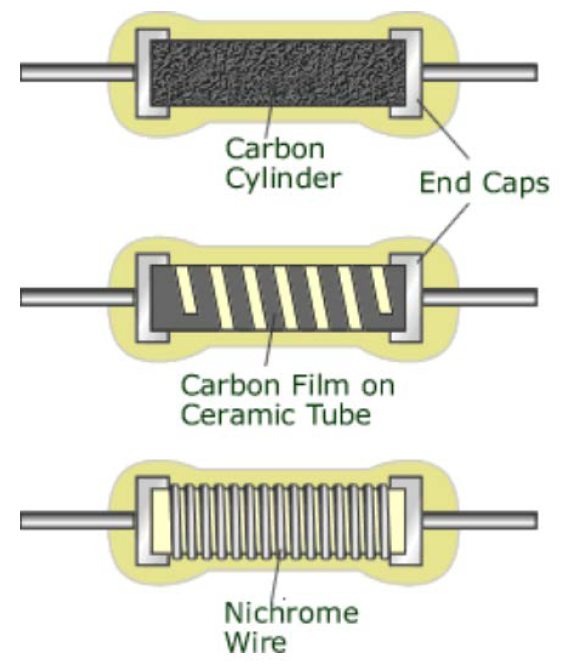 Carbon
Cylinder
End Caps
Carbon Film on
Ceramic Tube
Nichrome
Wire